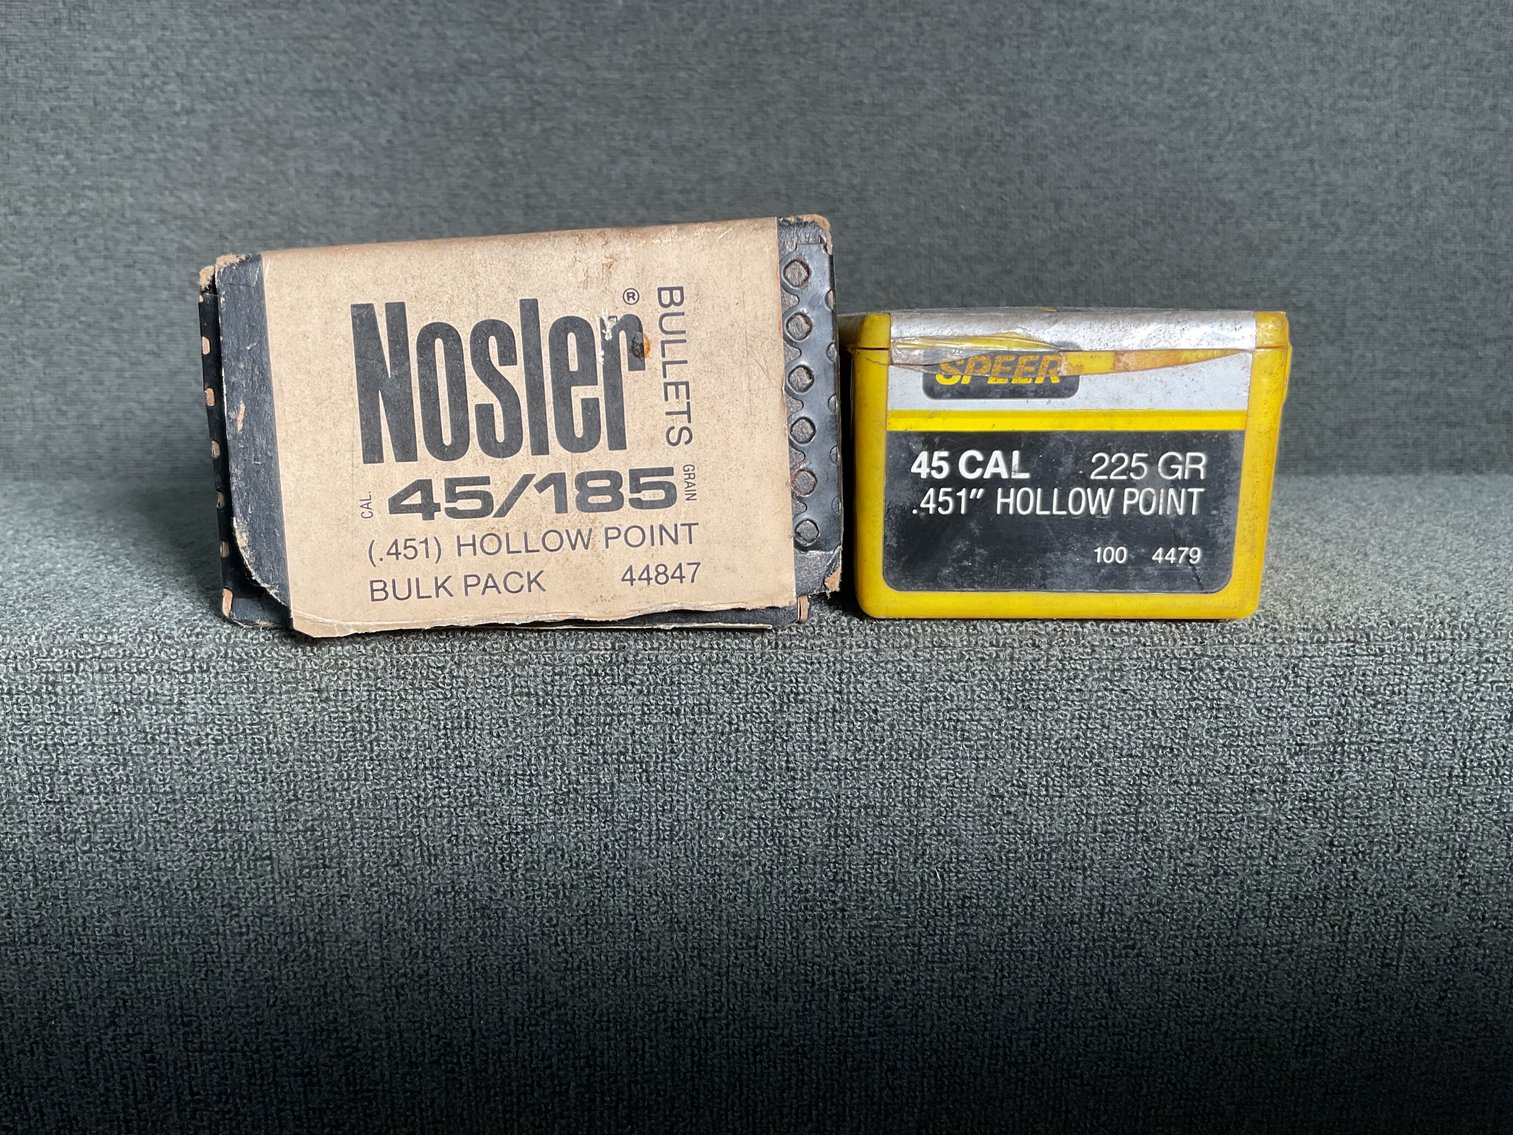 Nosler®
BULLETS
CAL 45/185 GRAIN
(.451) HOLLOW POINT
BULK PACK 44847
SPEER
45 CAL 225 GR
.451" HOLLOW POINT
100 4479